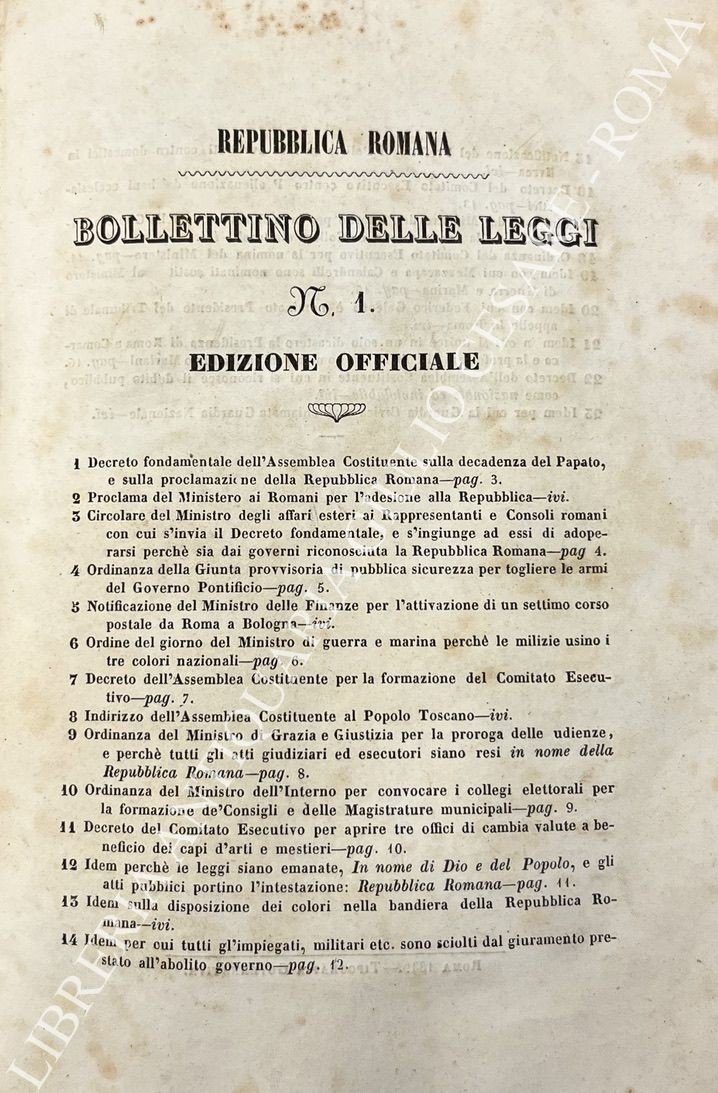 REPUBBLICA ROMANA
BOLLETTINO DELLE LEGGI
N. 1.
EDIZIONE OFFICIALE
1 Decreto fondamentale dell'Assemblea Costituente sulla decadenza del Papato,
e sulla proclamazione della Repubblica Romana—pag. 3.
2 Proclama del Ministero ai Romani per l'adesione alla Repubblica—ivi.
3 Circolare del Ministro degli affari esteri ai Rappresentanti e Consoli romani
con cui s'invia il Decreto fondamentale, e s'ingiunge ad essi di adope-
rarsi perchè sia dai governi riconosciuta la Repubblica Romana—pag 4.
4 Ordinanza della Giunta provvisoria di pubblica sicurezza per togliere le armi
del Governo Pontificio—pag. 5.
5 Notificazione del Ministro delle Finanze per l'attivazione di un settimo corso
postale da Roma a Bologna—ivi.
6 Ordine del giorno del Ministro di guerra e marina perchè le milizie usino i
tre colori nazionali—pag. 6.
7 Decreto dell'Assemblea Costituente per la formazione del Comitato Esecu-
tivo—pag. 7.
8 Indirizzo dell'Assemblea Costituente al Popolo Toscano—ivi.
9 Ordinanza del Ministro di Grazia e Giustizia per la proroga delle udienze,
e perchè tutti gli atti giudiziari ed esecutori siano resi in nome della
Repubblica Romana—pag. 8.
10 Ordinanza del Ministro dell'Interno per convocare i collegi elettorali per
la formazione de'Consigli e delle Magistrature municipali—pag. 9.
11 Decreto del Comitato Esecutivo per aprire tre offici di cambia valute a be-
neficio dei capi d'arti e mestieri—pag. 10.
12 Idem perchè le leggi siano emanate, In nome di Dio e del Popolo, e gli
atti pubblici portino l'intestazione: Repubblica Romana—pag. 11.
13 Idem sulla disposizione dei colori nella bandiera della Repubblica Ro-
mana—ivi.
14 Idem per cui tutti gl'impiegati, militari etc. sono sciolti dal giuramento pre-
stato all'abolito governo—pag. 12.